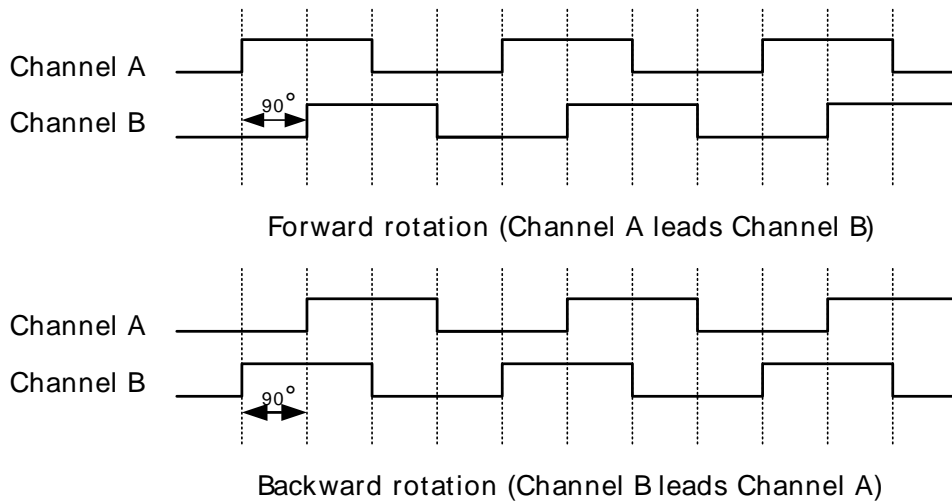 Channel A
90°
Channel B
Forward rotation (Channel A leads Channel B)
Channel A
Channel B
90°
Backward rotation (Channel B leads Channel A)